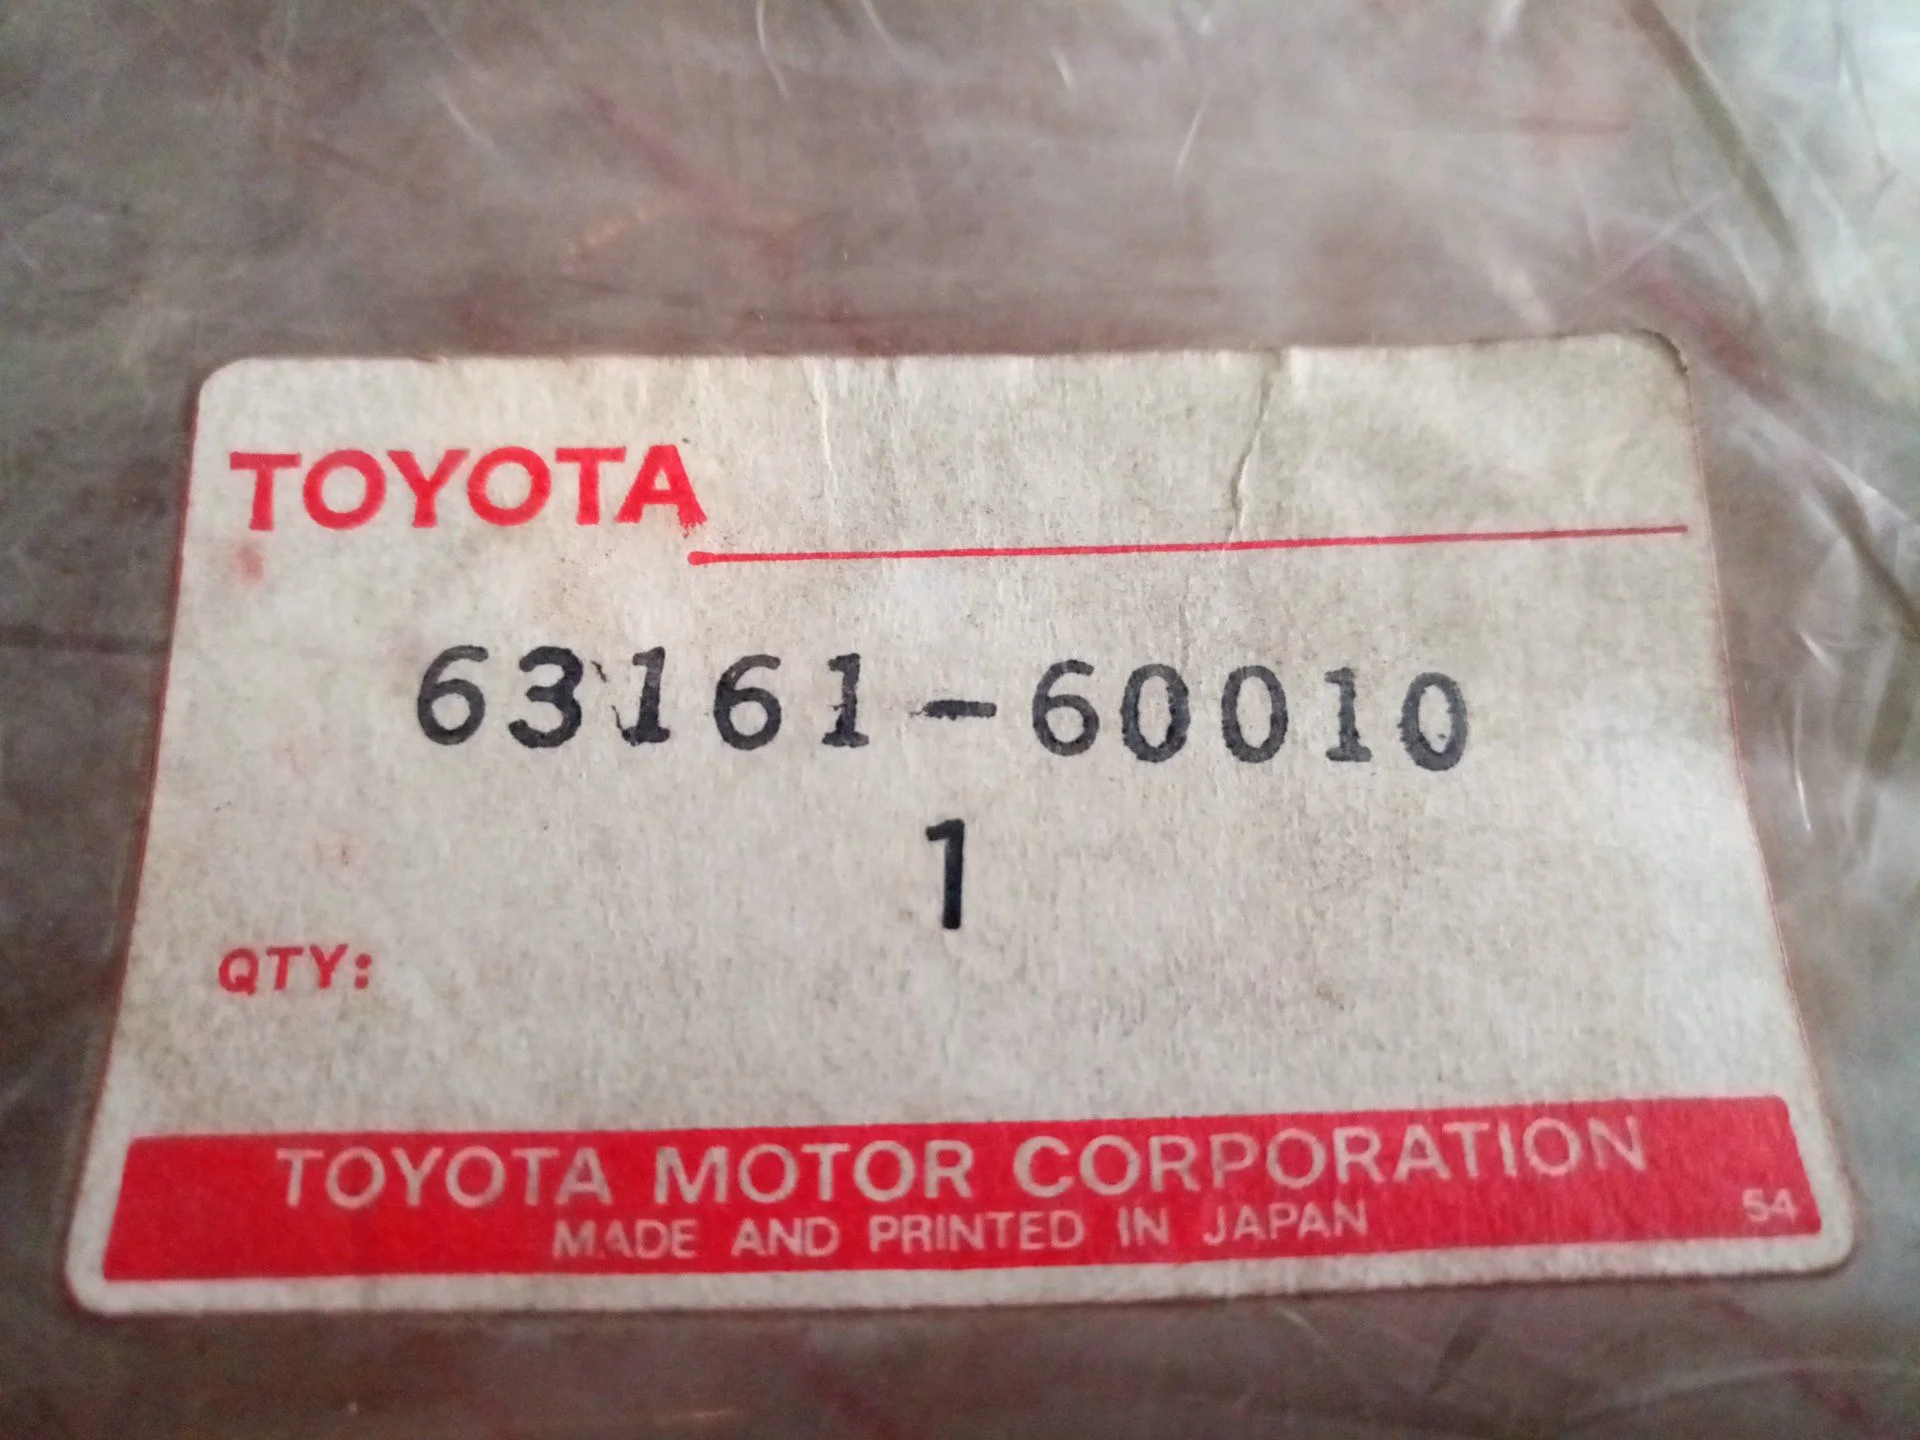 TOYOTA
63161-60010
1
QTY:
TOYOTA MOTOR CORPORATION
MADE AND PRINTED IN JAPAN
54